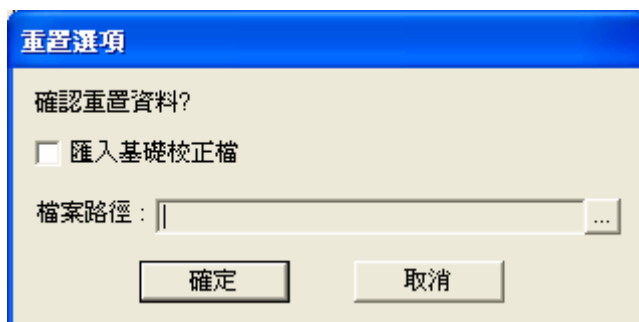 重置選項
確認重置資料?
匯入基礎校正檔
檔案路徑 : ...
確定 取消